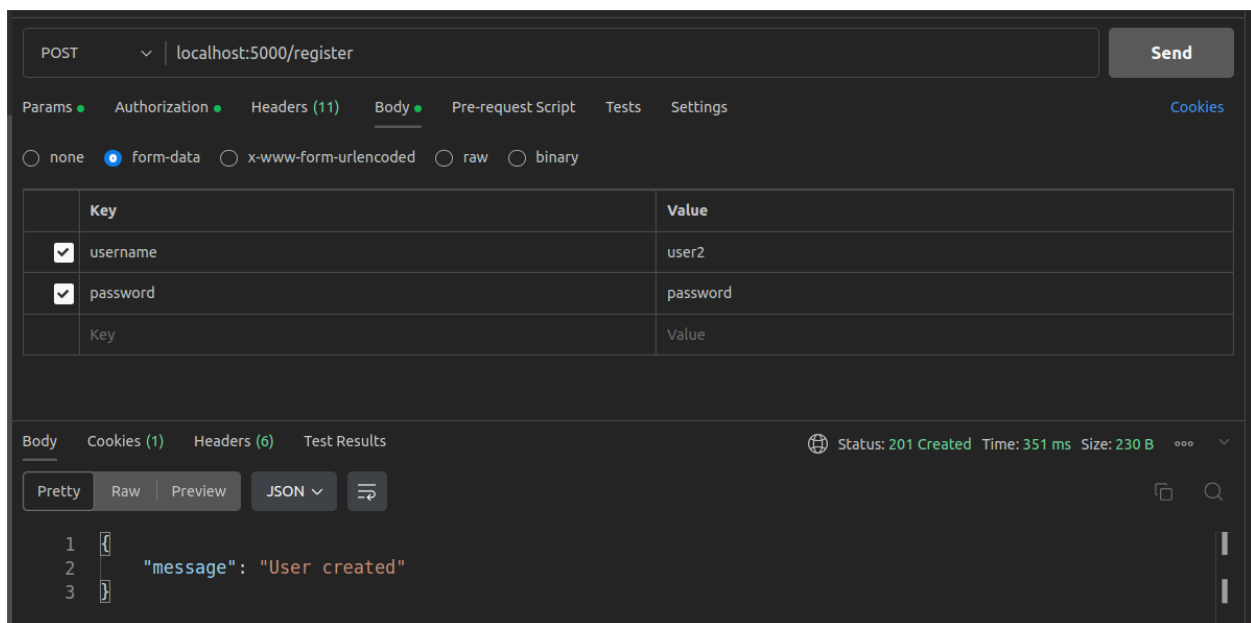 POST localhost:5000/register Send
Params Authorization Headers (11) Body Pre-request Script Tests Settings Cookies
none form-data x-www-form-urlencoded raw binary
Key Value
username user2
password password
Key Value
Body Cookies (1) Headers (6) Test Results Status: 201 Created Time: 351 ms Size: 230 B
Pretty Raw Preview JSON
1 {
2 "message": "User created"
3 }